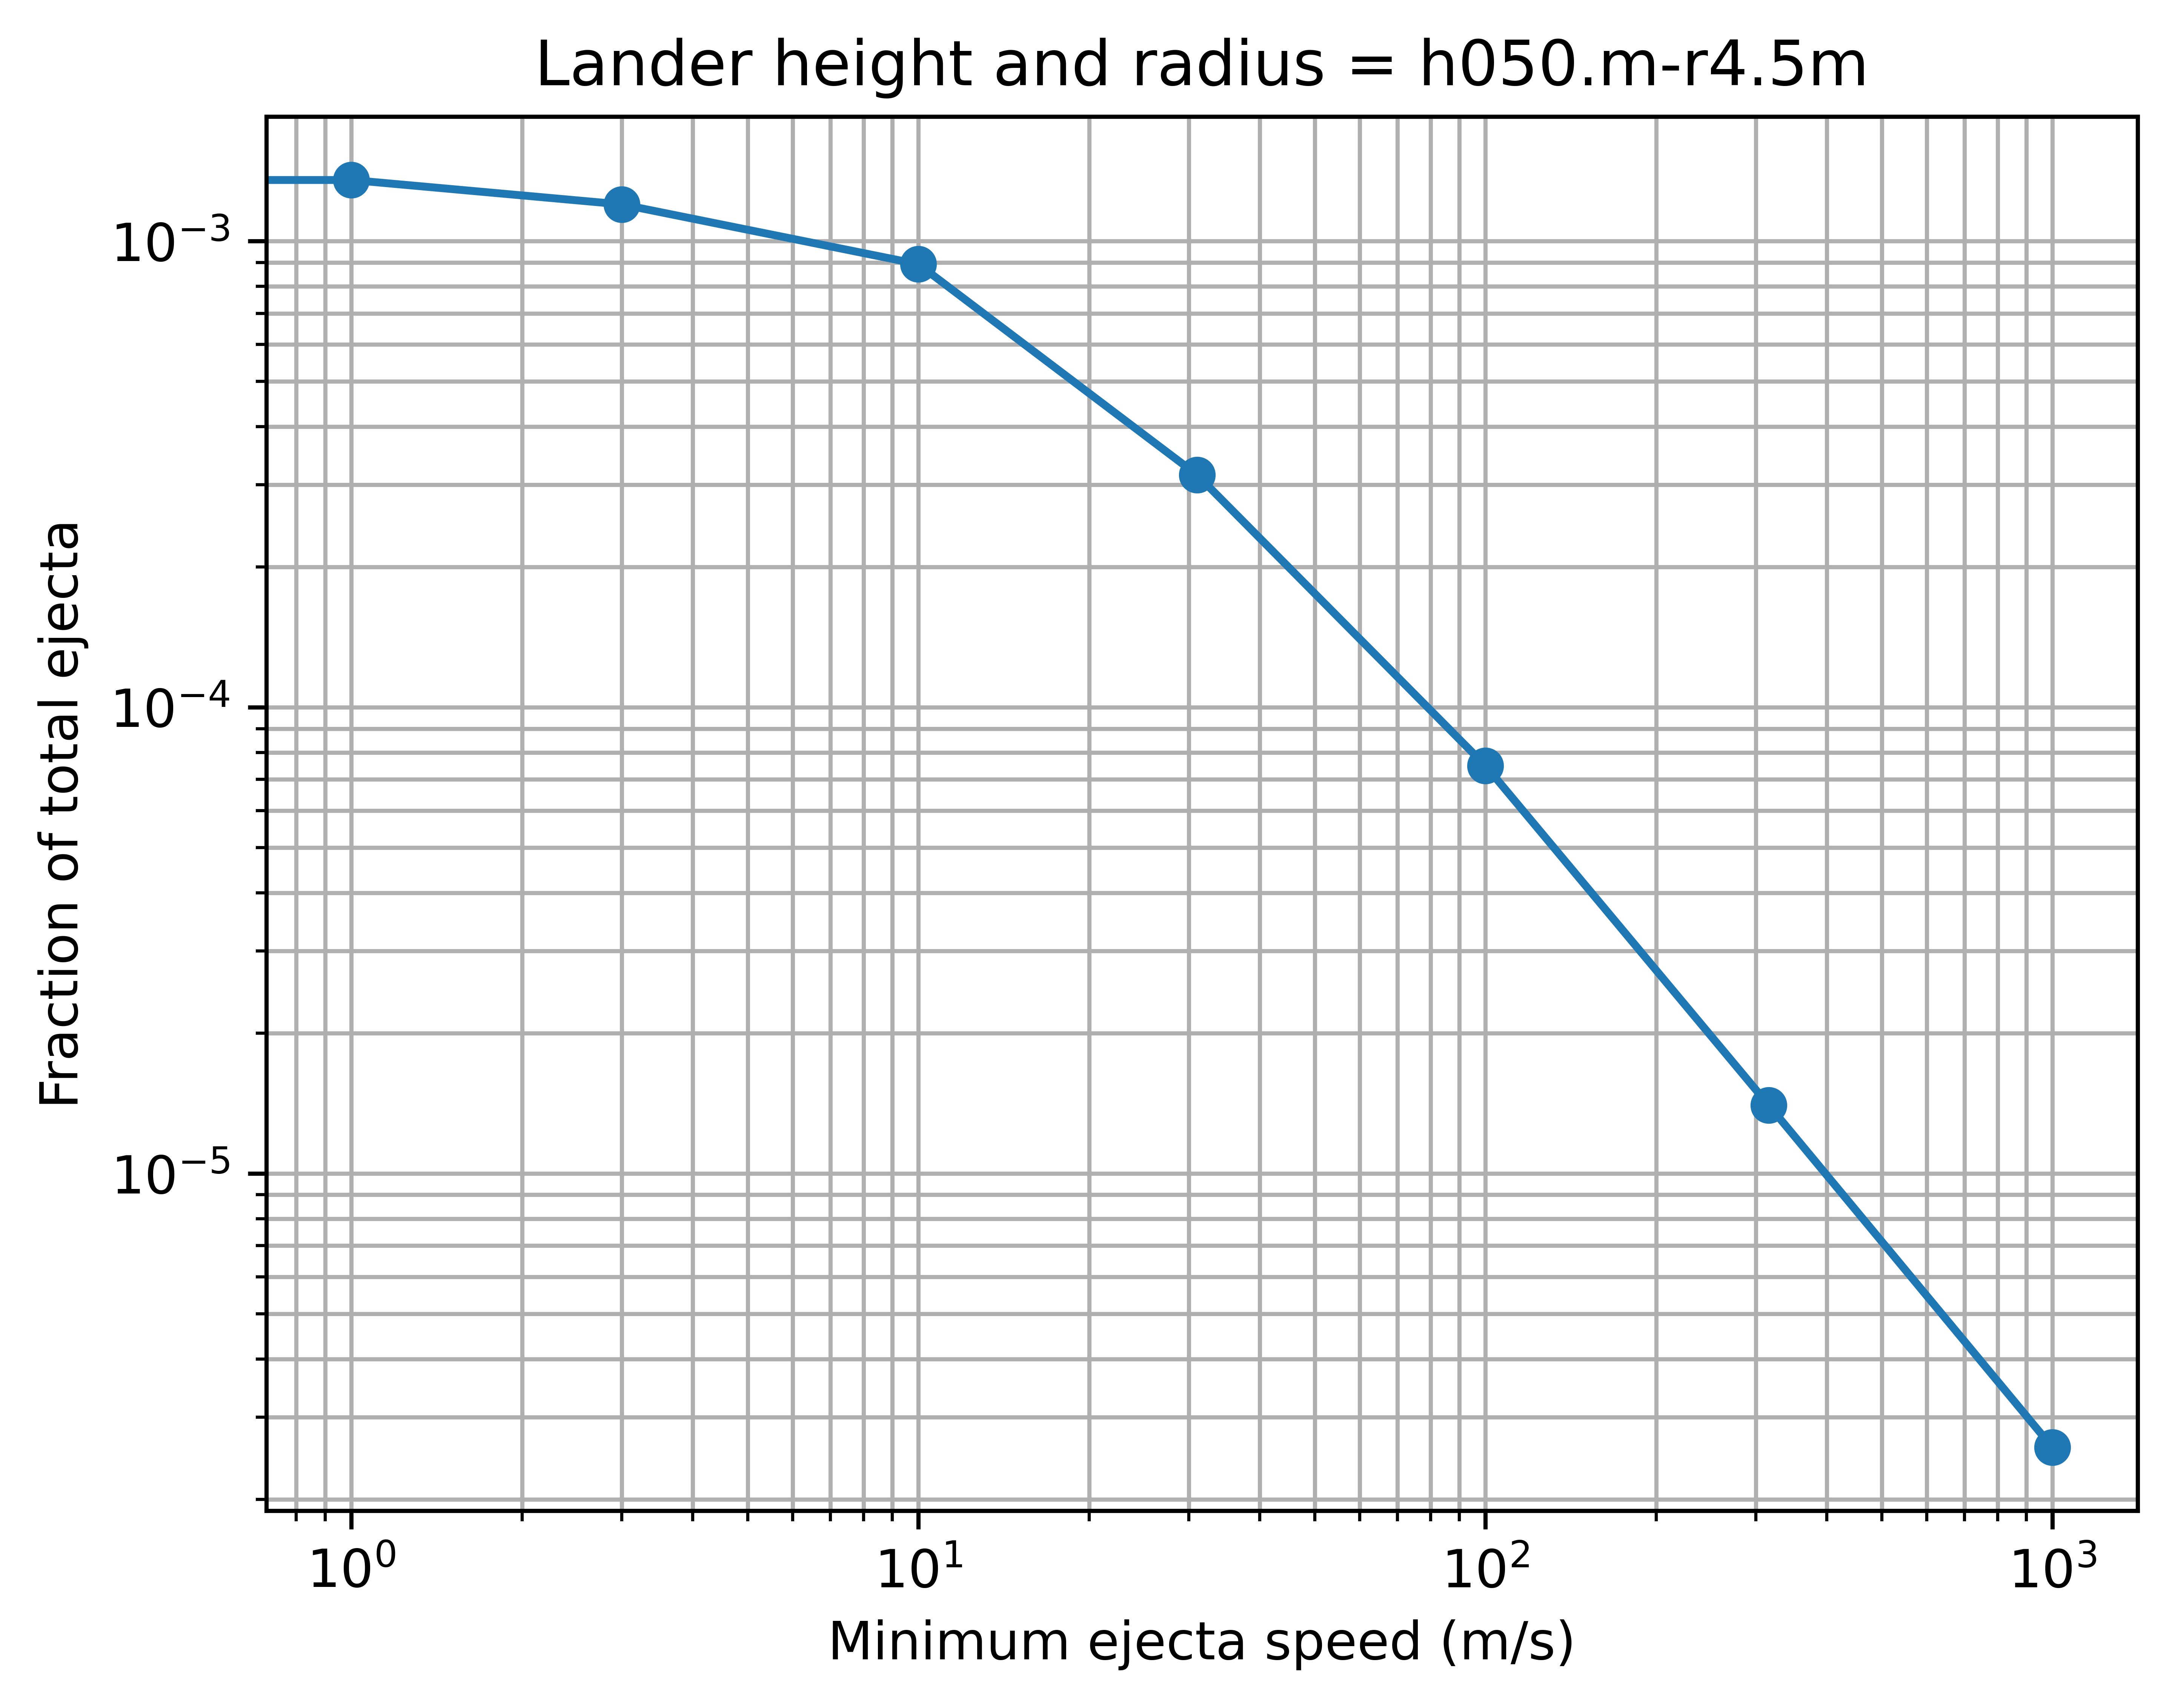 Lander height and radius = h050.m-r4.5m
Fraction of total ejecta
10⁻³
10⁻⁴
10⁻⁵
10⁰ 10¹ 10² 10³
Minimum ejecta speed (m/s)